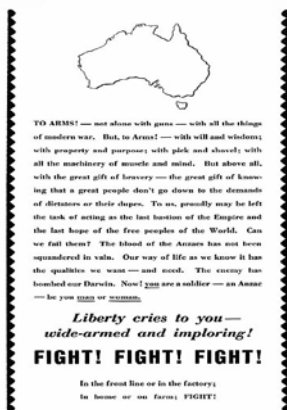 TO ARMS! — not alone with guns — with all the things
of modern war. But, to Arms! — with will and wisdom;
with property and purpose; with pick and shovel; with
all the machinery of muscle and mind. But above all,
with the great gift of bravery — the great gift of know-
ing that a great people don't go down to the demands
of dictators or their dupes. To us, proudly may be left
the task of acting as the last bastion of the Empire and
the last hope of the free peoples of the World. Can
we fail them? The blood of the Anzacs has not been
squandered in vain. Our way of life as we know it has
the qualities we want — and need. The enemy has
bombed our Darwin. Now! you are a soldier — an Anzac
— be you man or woman.
Liberty cries to you —
wide-armed and imploring!
FIGHT! FIGHT! FIGHT!
In the front line or in the factory;
In home or on farm; FIGHT!